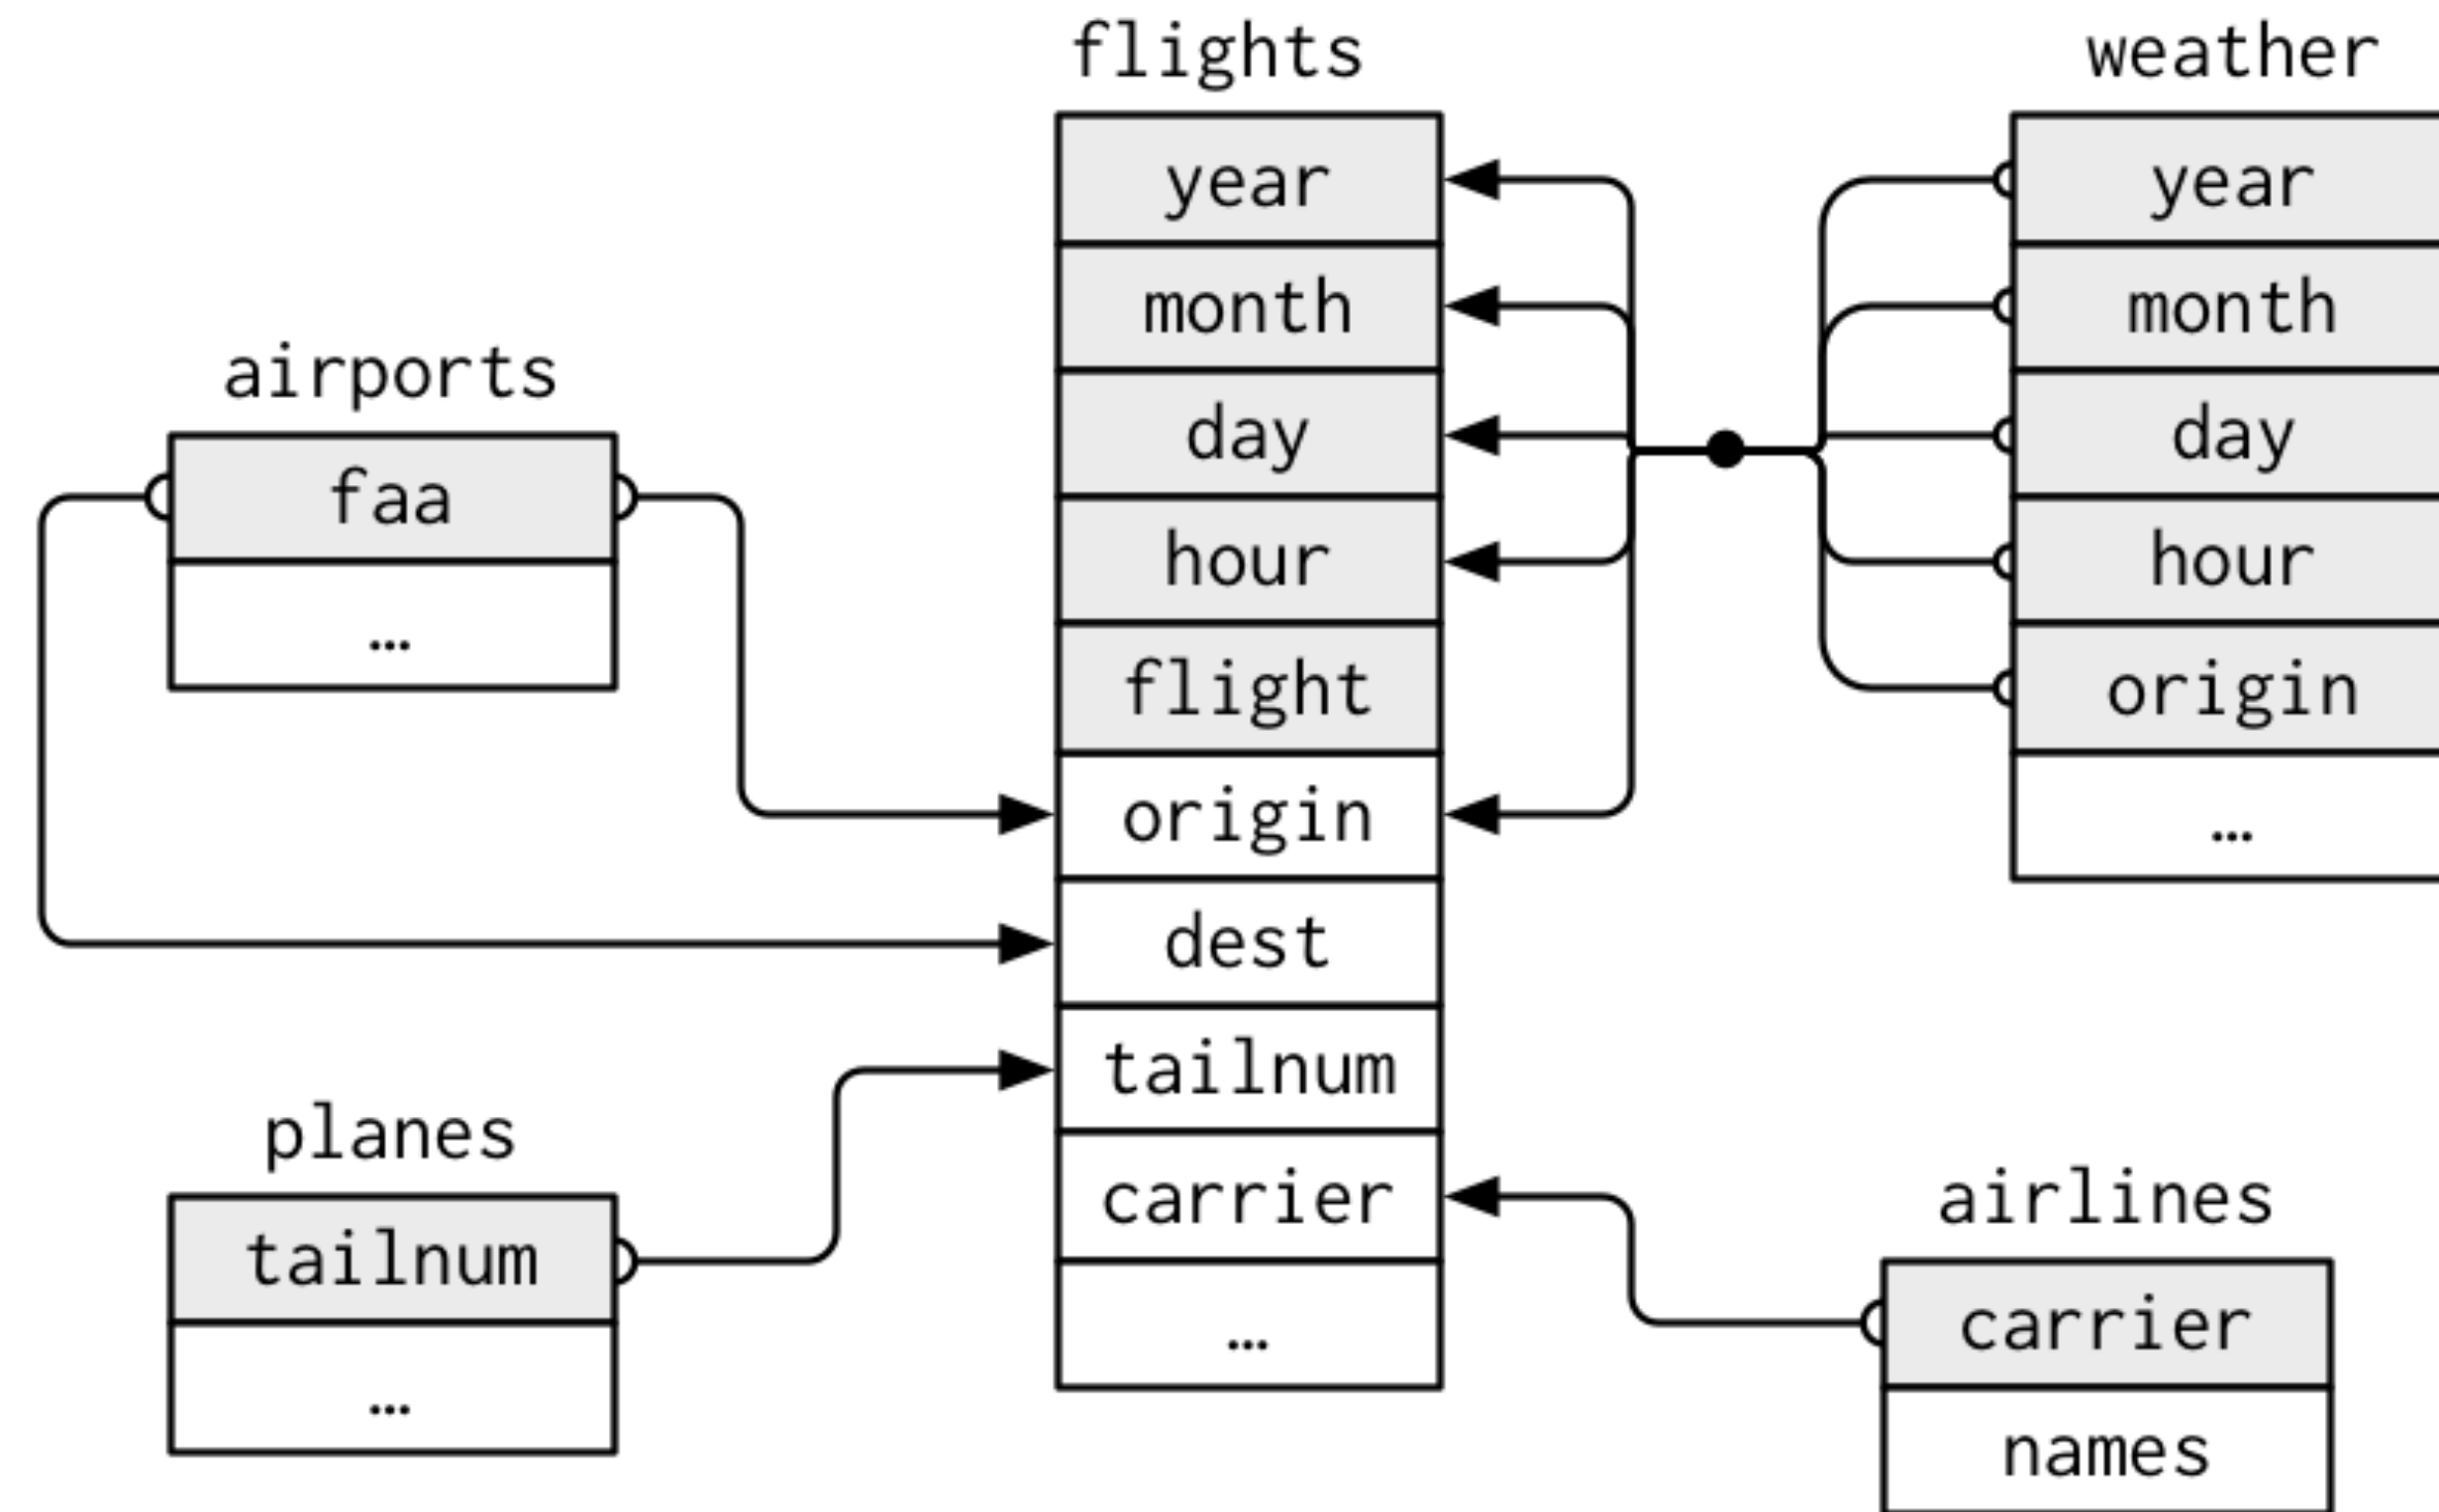 flights
year
month
day
hour
flight
origin
dest
tailnum
carrier
…
weather
year
month
day
hour
origin
…
airports
faa
…
planes
tailnum
…
airlines
carrier
names